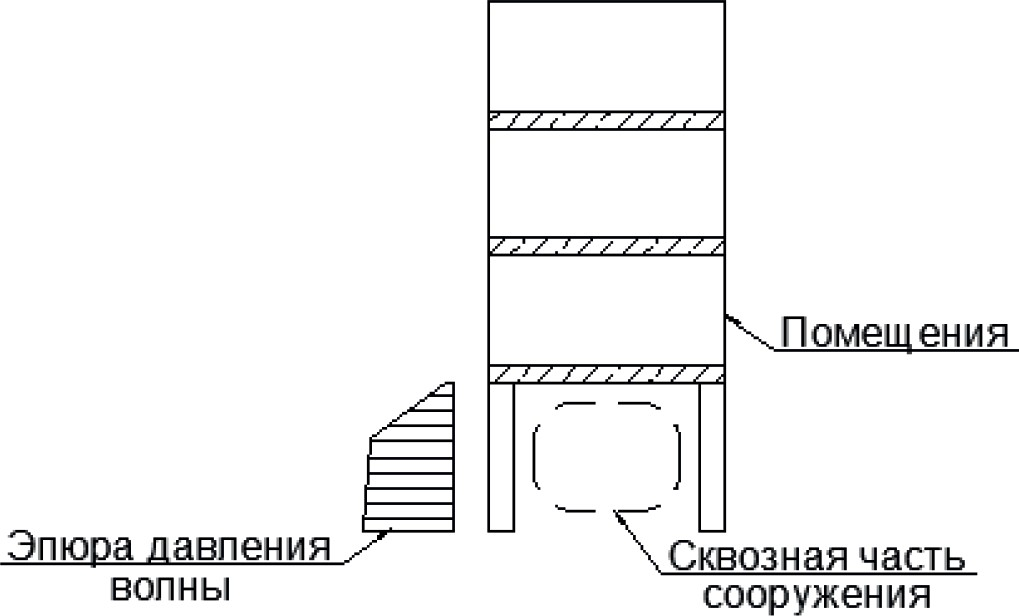 Помещения
Эпюра давления
волны
Сквозная часть
сооружения